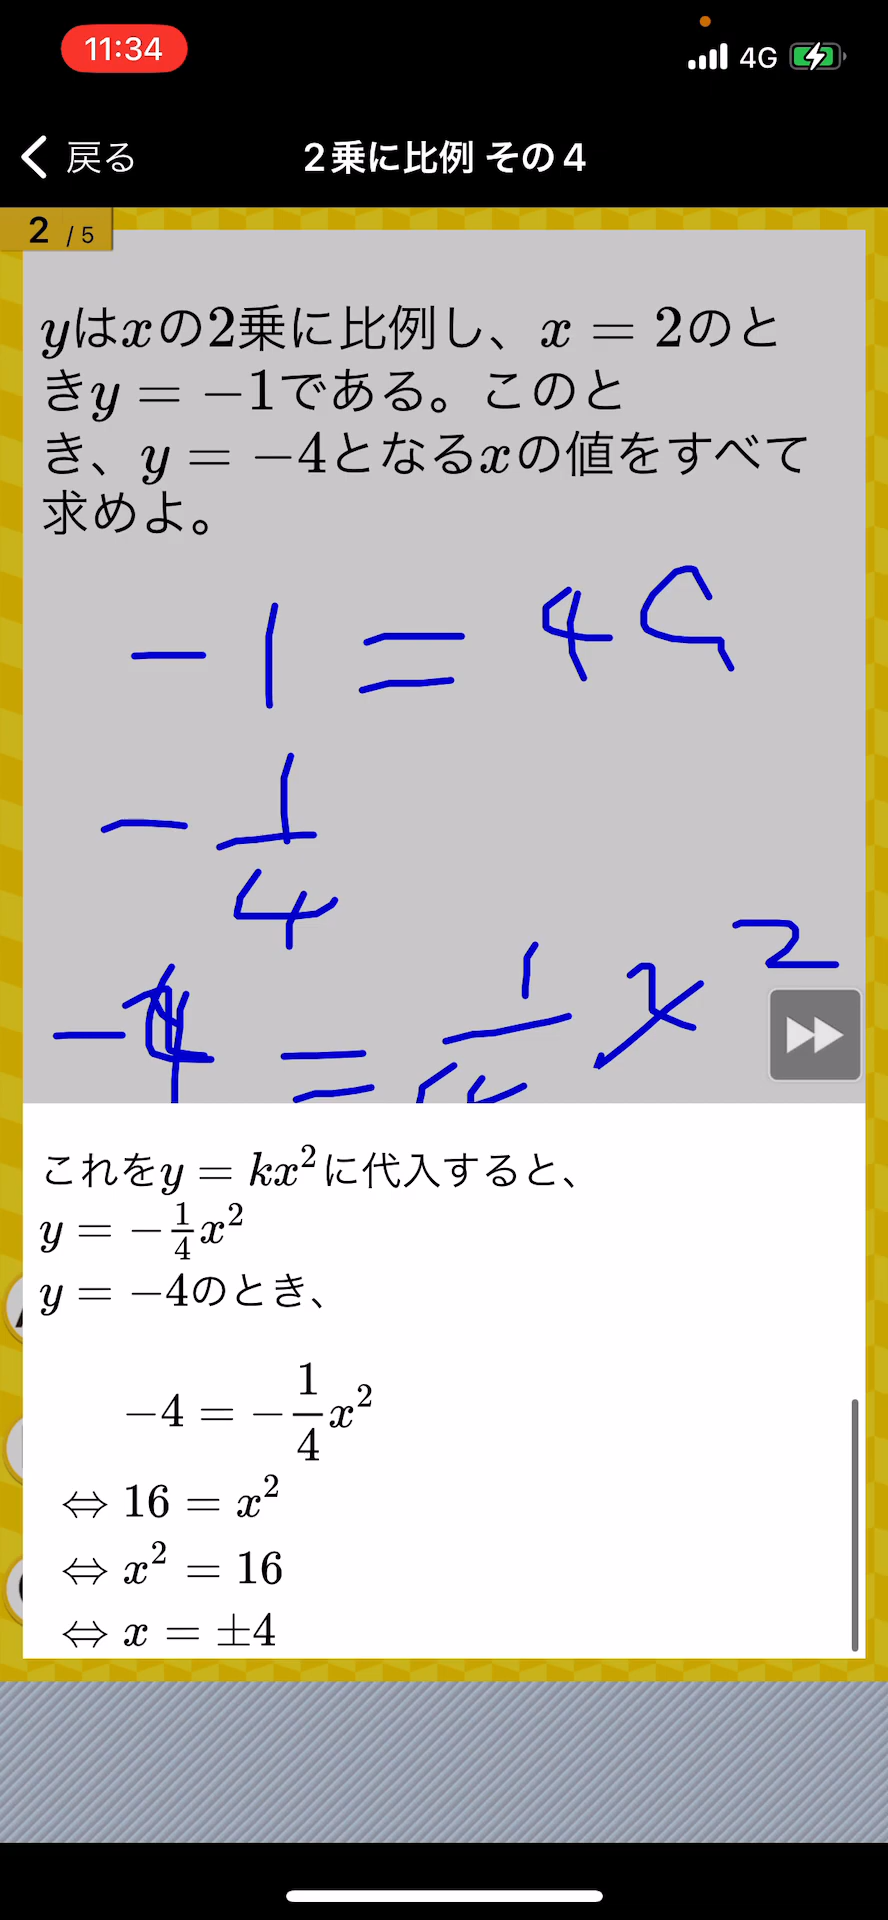 11:34
4G
戻る
2乗に比例 その4
2 / 5
yはxの2乗に比例し、x = 2のと
きy = −1である。このと
き、y = −4となるxの値をすべて
求めよ。
− 1 = 4a
− 1/4
これをy = kx²に代入すると、
y = −1/4 x²
y = −4のとき、
−4 = −1/4 x²
⇔ 16 = x²
⇔ x² = 16
⇔ x = ±4